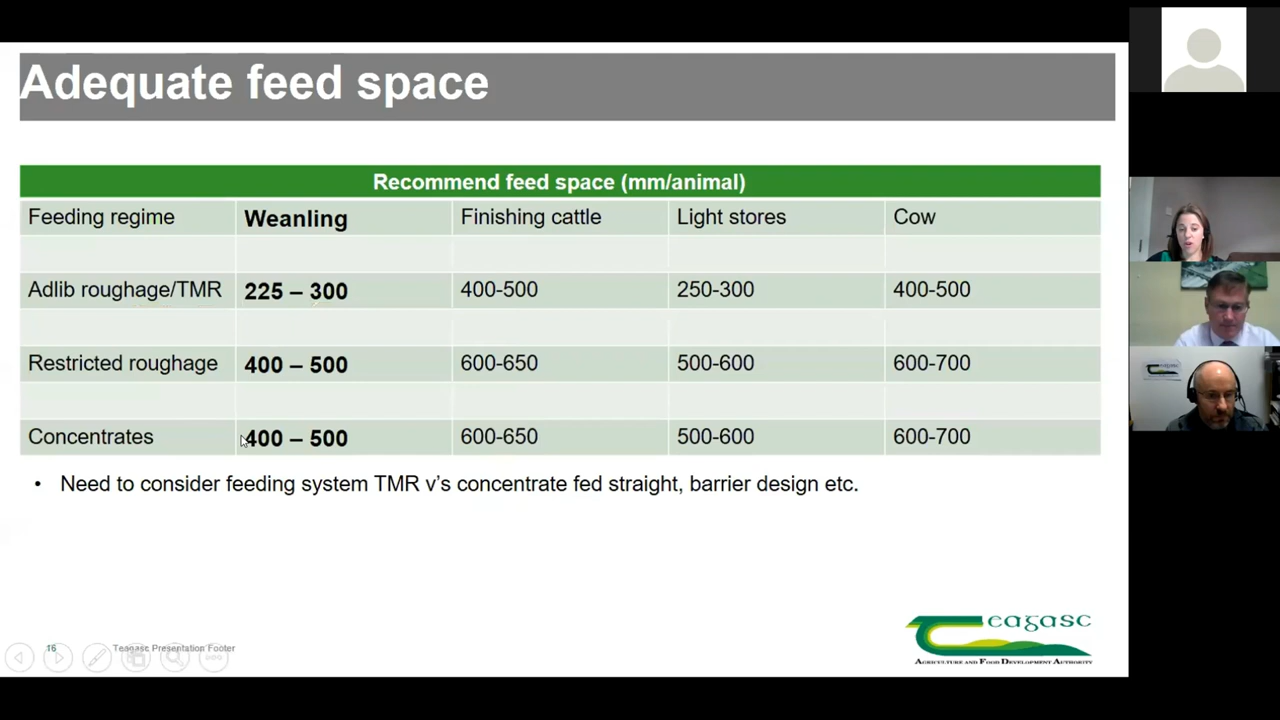 Adequate feed space
Recommend feed space (mm/animal)
Feeding regime Weanling Finishing cattle Light stores Cow
Adlib roughage/TMR 225 – 300 400-500 250-300 400-500
Restricted roughage 400 – 500 600-650 500-600 600-700
Concentrates 400 – 500 600-650 500-600 600-700
• Need to consider feeding system TMR v's concentrate fed straight, barrier design etc.
16 Teagasc Presentation Footer
Teagasc
Agriculture and Food Development Authority